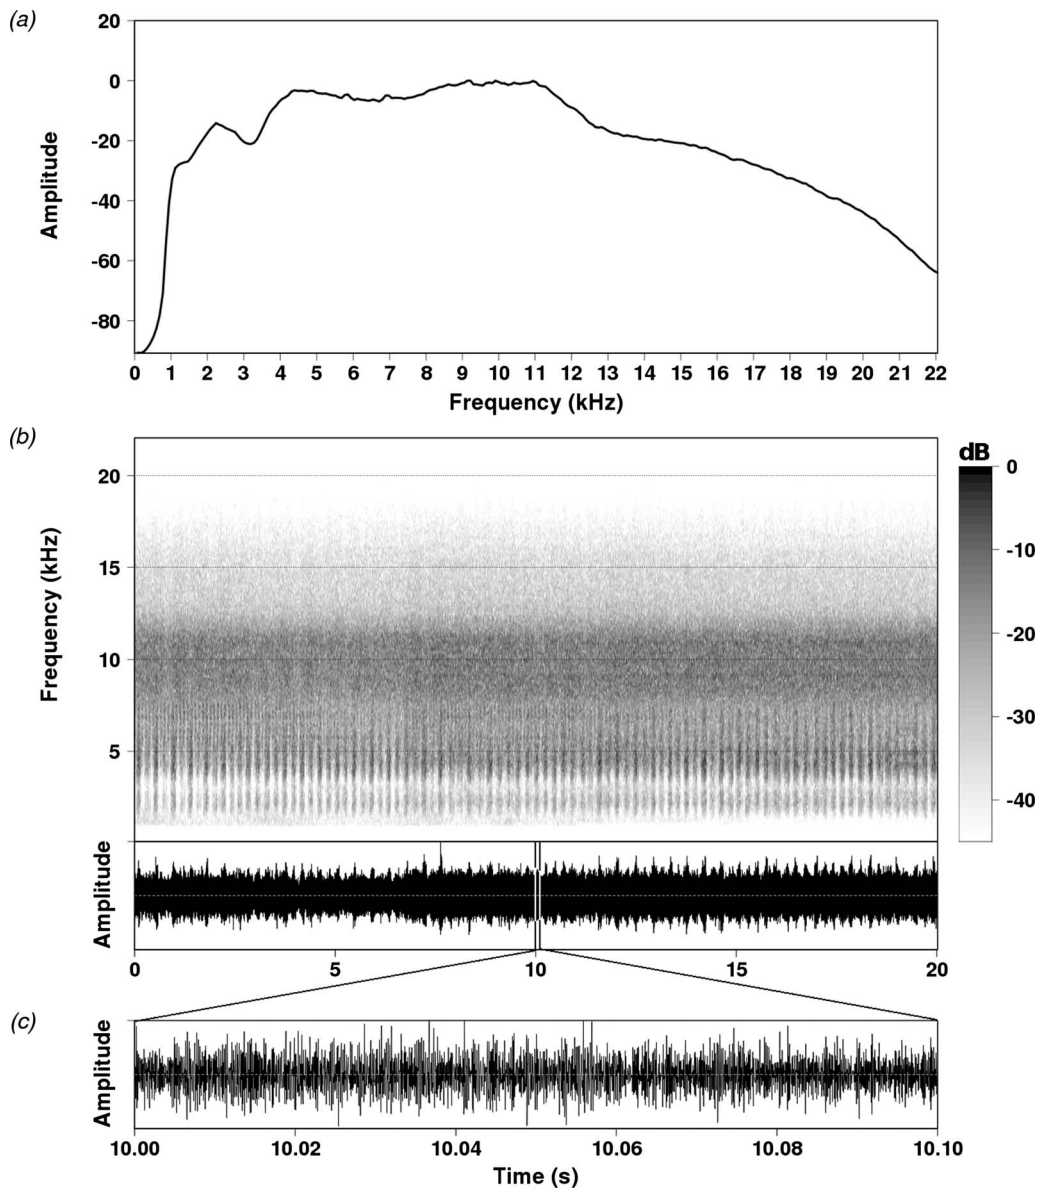 (a)
20
0
-20
-40
-60
-80
Amplitude
0 1 2 3 4 5 6 7 8 9 10 11 12 13 14 15 16 17 18 19 20 21 22
Frequency (kHz)
(b)
20
15
10
5
Frequency (kHz)
dB
0
-10
-20
-30
-40
Amplitude
0 5 10 15 20
(c)
Amplitude
10.00 10.02 10.04 10.06 10.08 10.10
Time (s)